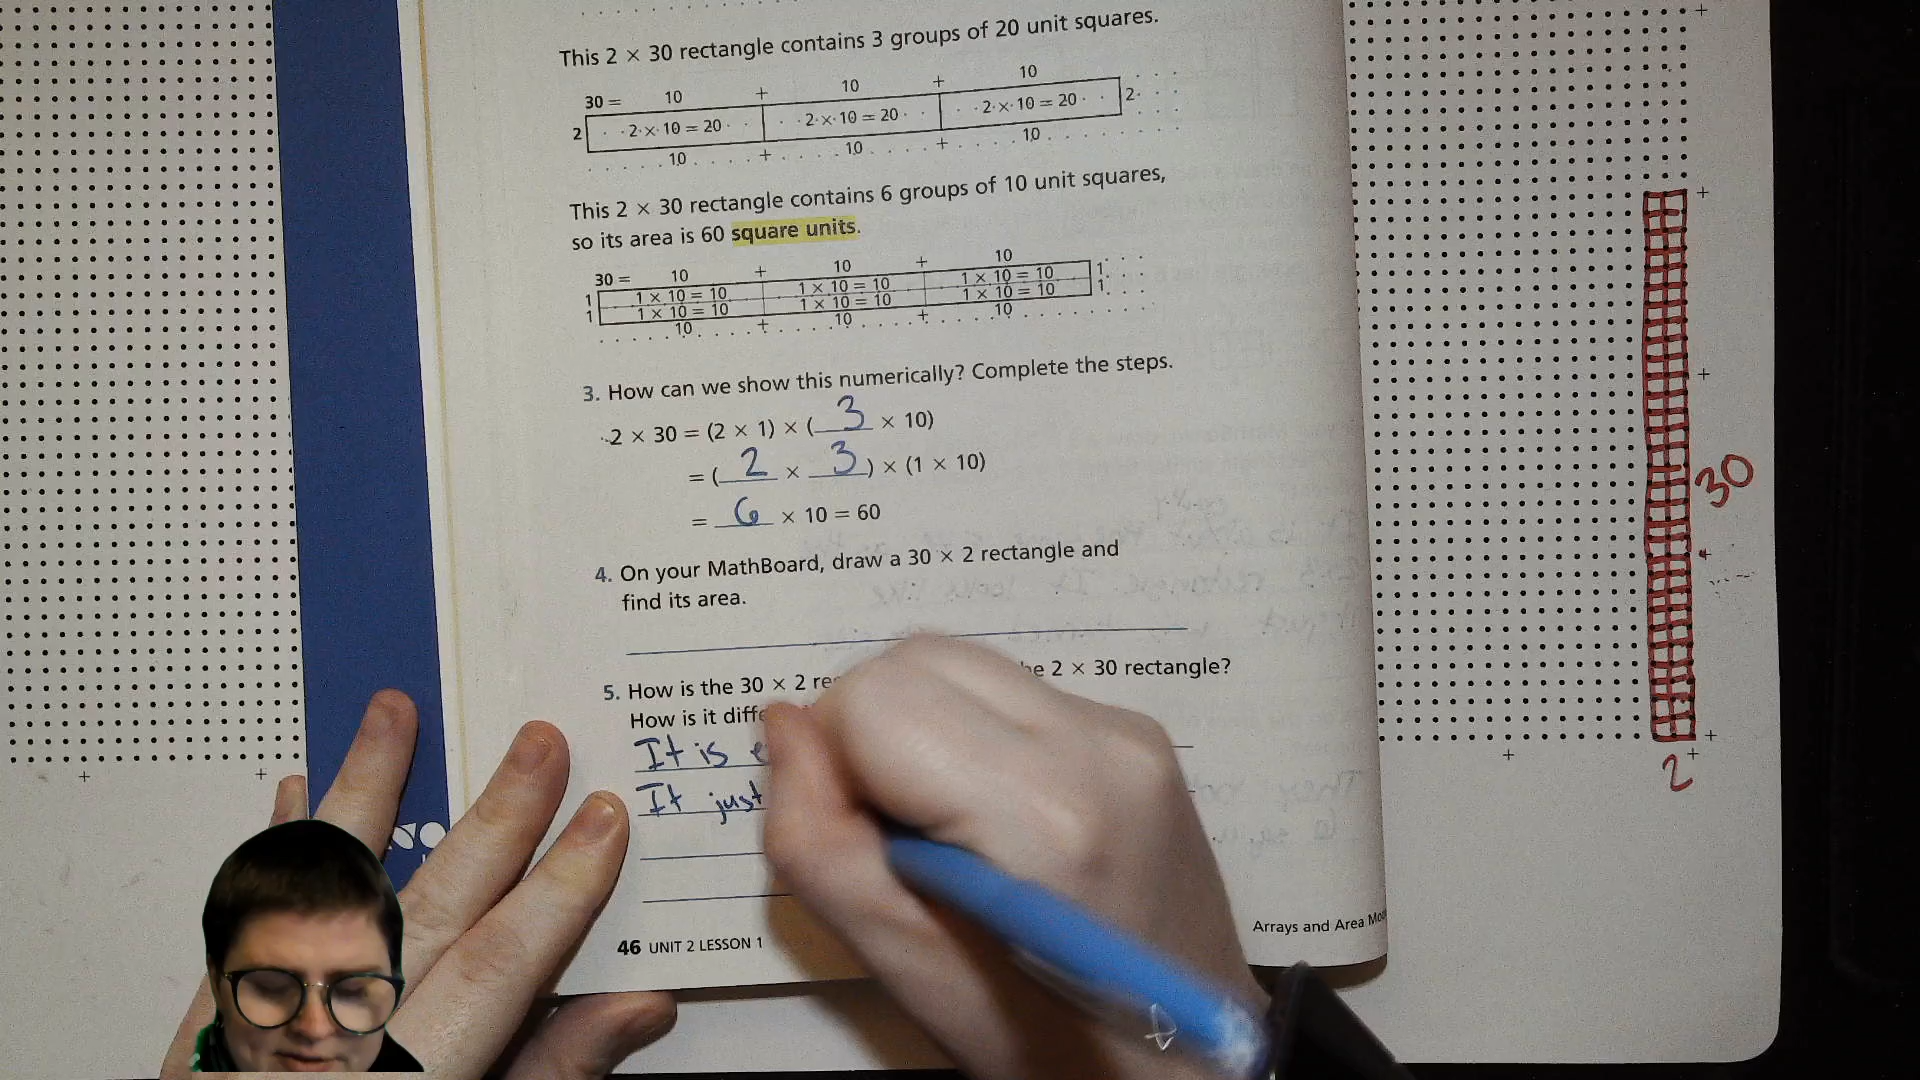 This 2 × 30 rectangle contains 3 groups of 20 unit squares.
30 = 10 + 10 + 10
2 2 × 10 = 20 2 × 10 = 20 2 × 10 = 20 2
10 + 10 + 10
This 2 × 30 rectangle contains 6 groups of 10 unit squares,
so its area is 60 square units.
30 = 10 + 10 + 10
1 1 × 10 = 10 1 × 10 = 10 1 × 10 = 10 1
1 1 × 10 = 10 1 × 10 = 10 1 × 10 = 10 1
10 + 10 + 10
3. How can we show this numerically? Complete the steps.
2 × 30 = (2 × 1) × (3 × 10)
= (2 × 3) × (1 × 10)
= 6 × 10 = 60
4. On your MathBoard, draw a 30 × 2 rectangle and
find its area.
5. How is the 30 × 2 2 × 30 rectangle?
How is it
It is
It just
46 UNIT 2 LESSON 1
Arrays and Area
30
2